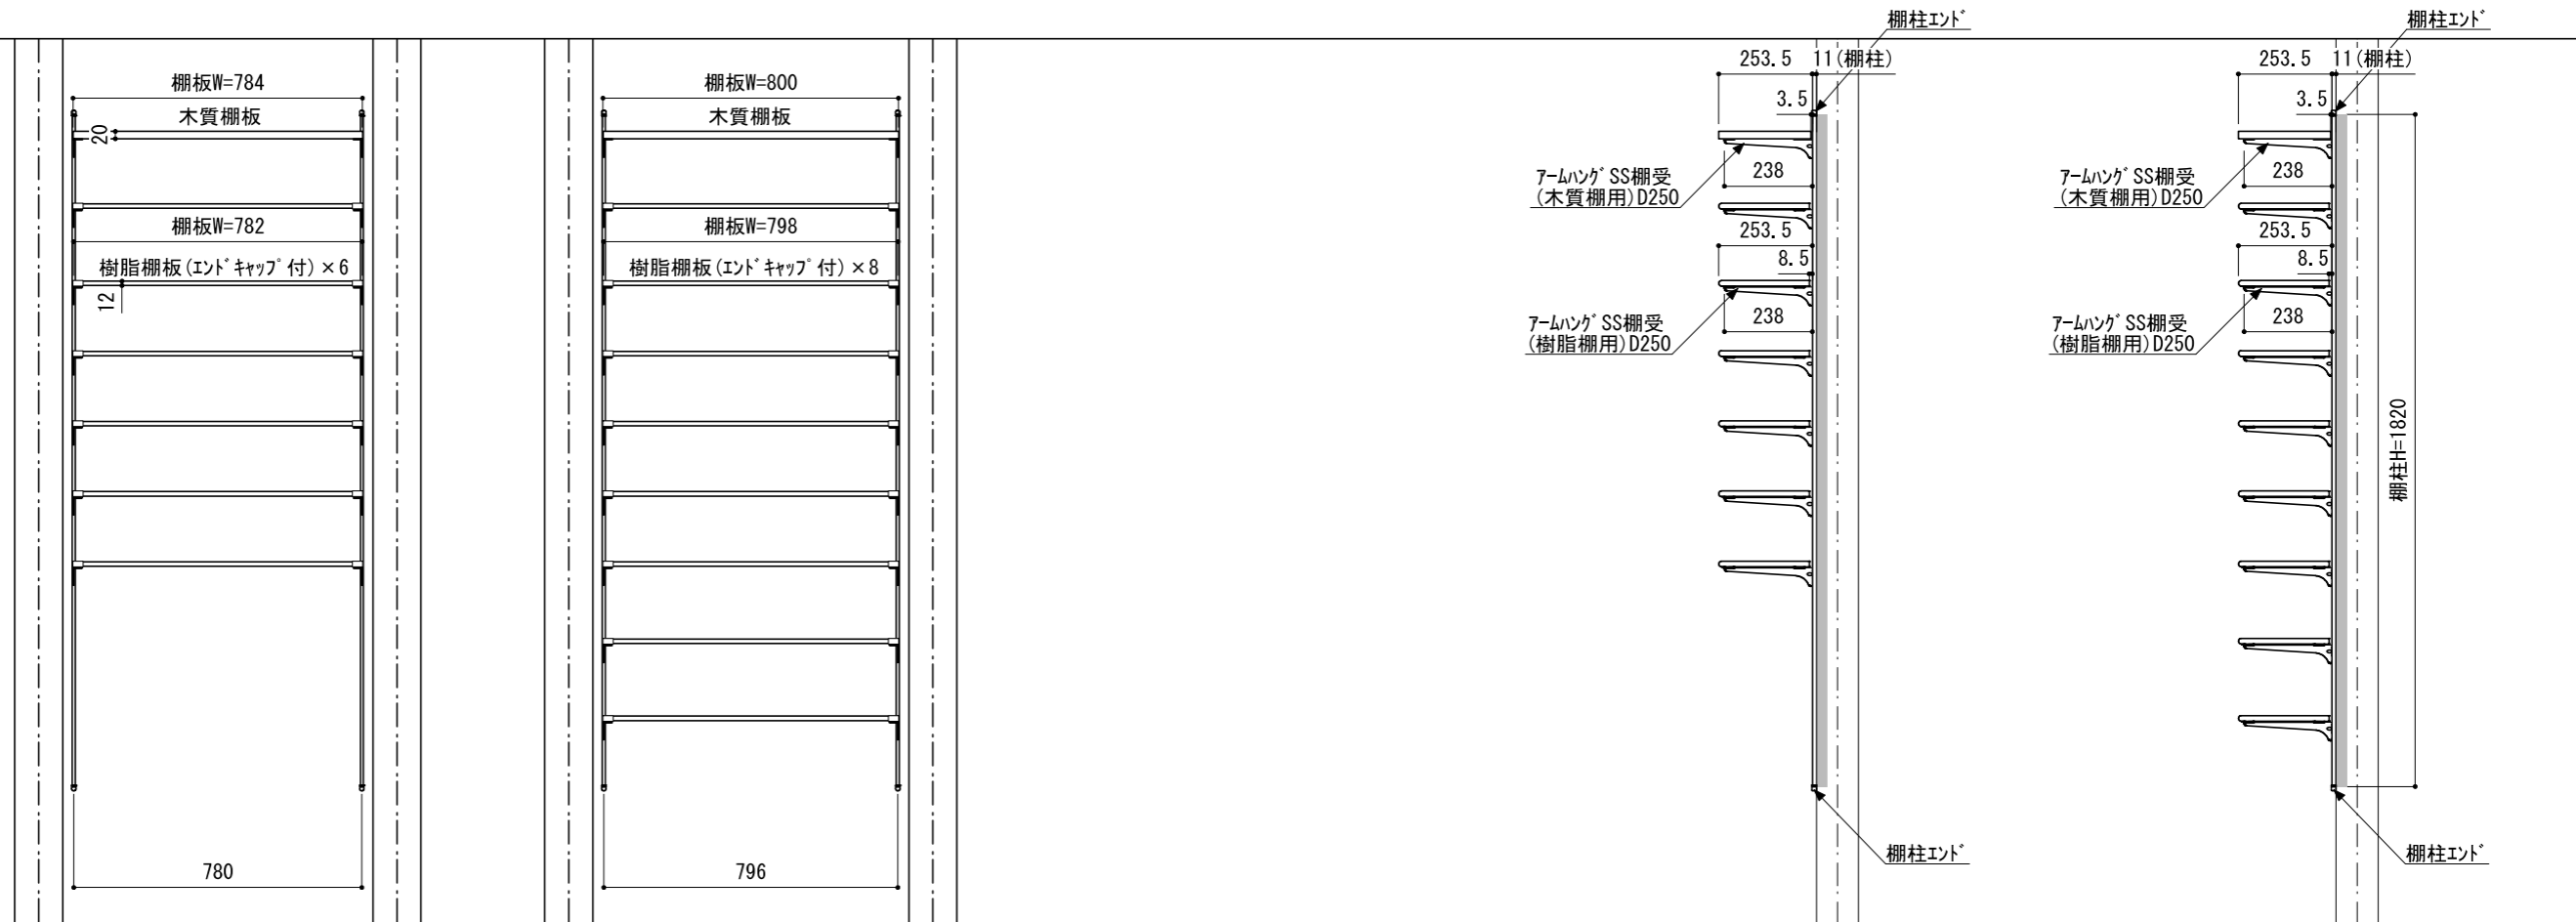 棚板W=784
木質棚板
20
棚板W=782
樹脂棚板(ｴﾝﾄﾞｷｬｯﾌﾟ付)×6
12
780
棚板W=800
木質棚板
棚板W=798
樹脂棚板(ｴﾝﾄﾞｷｬｯﾌﾟ付)×8
796
棚柱ｴﾝﾄﾞ
253.5
11(棚柱)
3.5
ｱｰﾑﾊﾝｸﾞSS棚受
(木質棚用)D250
238
253.5
8.5
ｱｰﾑﾊﾝｸﾞSS棚受
(樹脂棚用)D250
238
棚柱ｴﾝﾄﾞ
棚柱ｴﾝﾄﾞ
253.5
11(棚柱)
3.5
ｱｰﾑﾊﾝｸﾞSS棚受
(木質棚用)D250
238
253.5
8.5
ｱｰﾑﾊﾝｸﾞSS棚受
(樹脂棚用)D250
238
棚柱H=1820
棚柱ｴﾝﾄﾞ